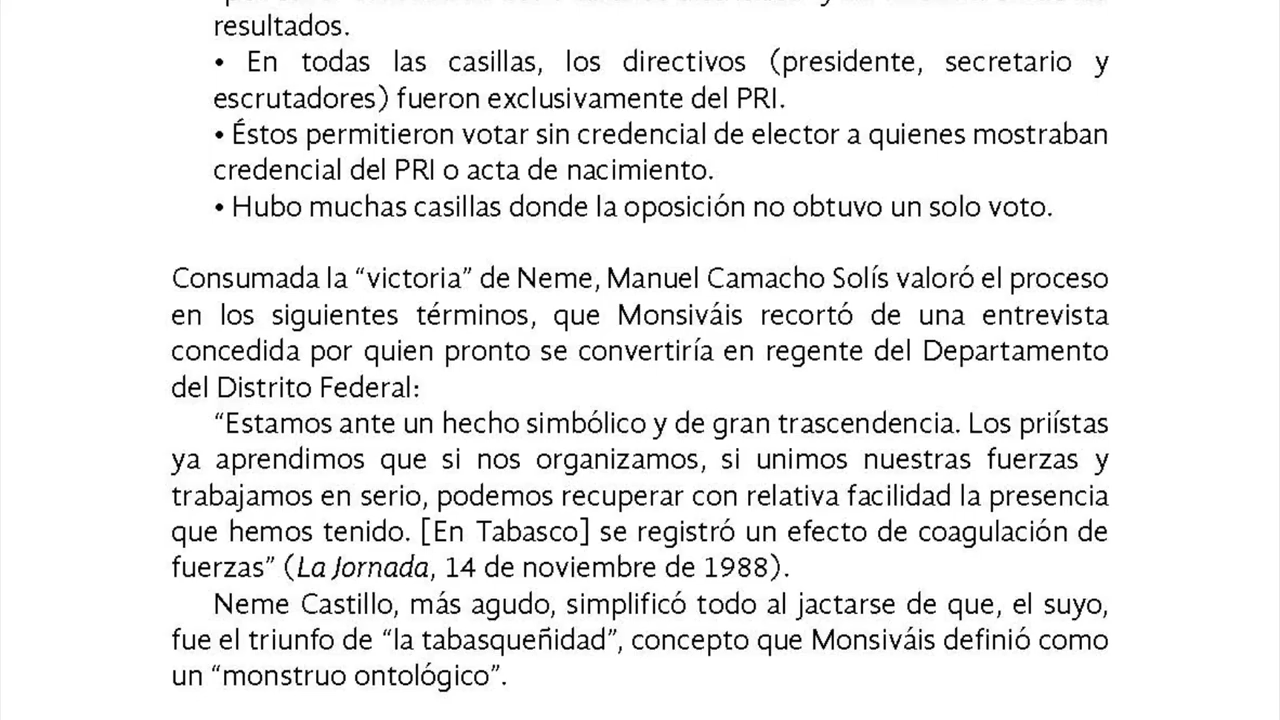 resultados.
• En todas las casillas, los directivos (presidente, secretario y
escrutadores) fueron exclusivamente del PRI.
• Éstos permitieron votar sin credencial de elector a quienes mostraban
credencial del PRI o acta de nacimiento.
• Hubo muchas casillas donde la oposición no obtuvo un solo voto.
Consumada la “victoria” de Neme, Manuel Camacho Solís valoró el proceso
en los siguientes términos, que Monsiváis recortó de una entrevista
concedida por quien pronto se convertiría en regente del Departamento
del Distrito Federal:
“Estamos ante un hecho simbólico y de gran trascendencia. Los priístas
ya aprendimos que si nos organizamos, si unimos nuestras fuerzas y
trabajamos en serio, podemos recuperar con relativa facilidad la presencia
que hemos tenido. [En Tabasco] se registró un efecto de coagulación de
fuerzas” (La Jornada, 14 de noviembre de 1988).
Neme Castillo, más agudo, simplificó todo al jactarse de que, el suyo,
fue el triunfo de “la tabasqueñidad”, concepto que Monsiváis definió como
un “monstruo ontológico”.